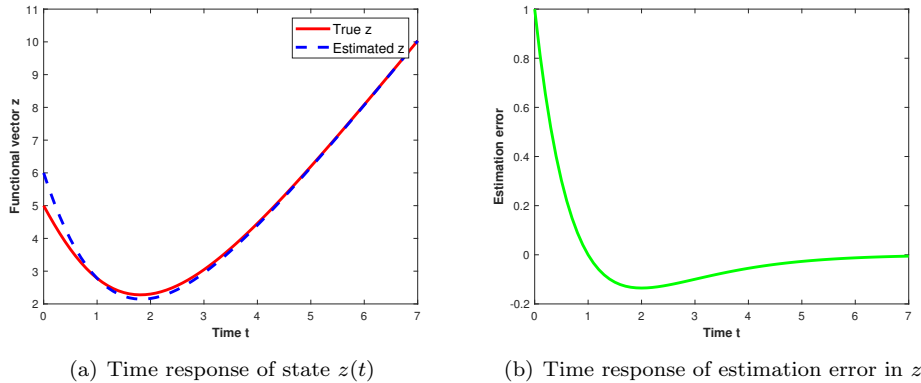 11
10
9
8
7
6
5
4
3
2
Functional vector z
True z
Estimated z
0 1 2 3 4 5 6 7
Time t
(a) Time response of state z(t)
1
0.8
0.6
0.4
0.2
0
-0.2
Estimation error
0 1 2 3 4 5 6 7
Time t
(b) Time response of estimation error in z